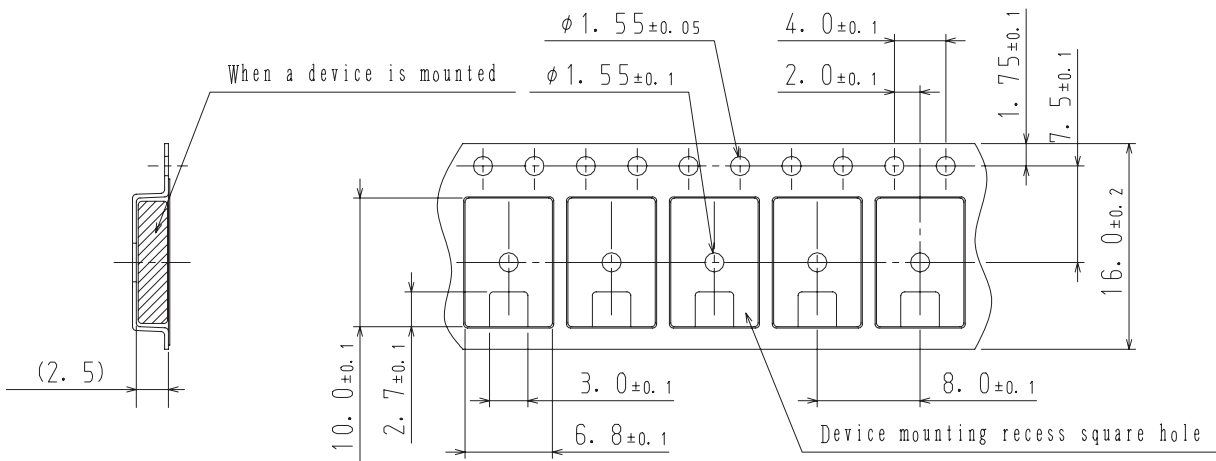 φ1.55±0.05
4.0±0.1
When a device is mounted
φ1.55±0.1
2.0±0.1
1.75±0.1
7.5±0.1
16.0±0.2
(2.5)
10.0±0.1
2.7±0.1
3.0±0.1
8.0±0.1
6.8±0.1
Device mounting recess square hole